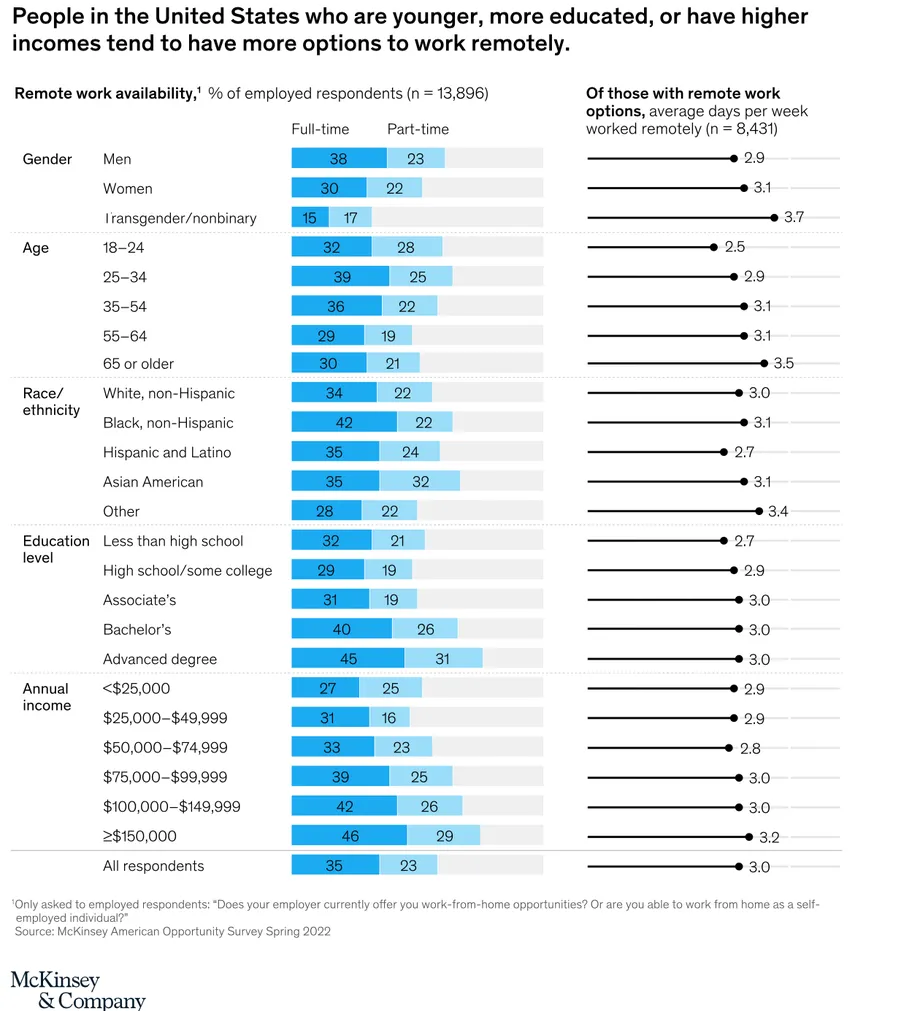 People in the United States who are younger, more educated, or have higher
incomes tend to have more options to work remotely.
Remote work availability,¹ % of employed respondents (n = 13,896)
Of those with remote work
options, average days per week
worked remotely (n = 8,431)
Full-time Part-time
Gender Men 38 23 2.9
Women 30 22 3.1
Transgender/nonbinary 15 17 3.7
Age 18–24 32 28 2.5
25–34 39 25 2.9
35–54 36 22 3.1
55–64 29 19 3.1
65 or older 30 21 3.5
Race/
ethnicity
White, non-Hispanic 34 22 3.0
Black, non-Hispanic 42 22 3.1
Hispanic and Latino 35 24 2.7
Asian American 35 32 3.1
Other 28 22 3.4
Education
level
Less than high school 32 21 2.7
High school/some college 29 19 2.9
Associate's 31 19 3.0
Bachelor's 40 26 3.0
Advanced degree 45 31 3.0
Annual
income
<$25,000 27 25 2.9
$25,000–$49,999 31 16 2.9
$50,000–$74,999 33 23 2.8
$75,000–$99,999 39 25 3.0
$100,000–$149,999 42 26 3.0
≥$150,000 46 29 3.2
All respondents 35 23 3.0
¹Only asked to employed respondents: “Does your employer currently offer you work-from-home opportunities? Or are you able to work from home as a self-
employed individual?”
Source: McKinsey American Opportunity Survey Spring 2022
McKinsey
& Company